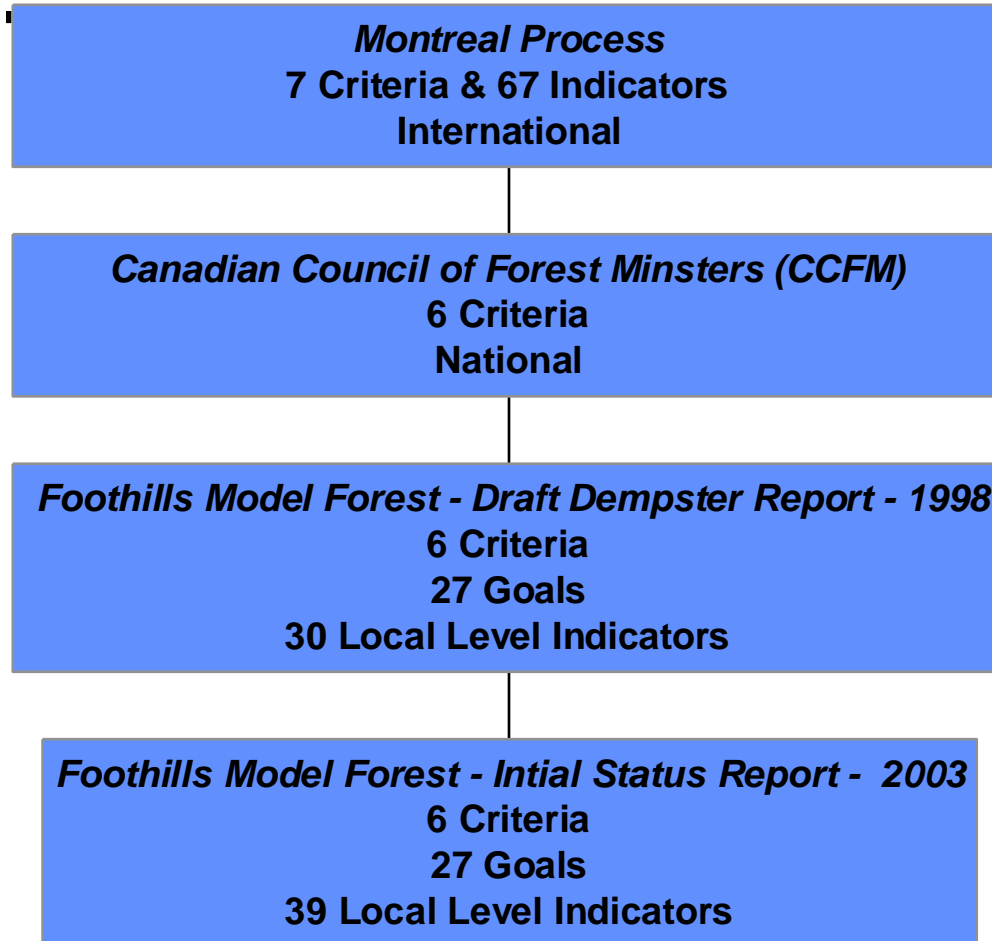 Montreal Process
7 Criteria & 67 Indicators
International
Canadian Council of Forest Minsters (CCFM)
6 Criteria
National
Foothills Model Forest - Draft Dempster Report - 1998
6 Criteria
27 Goals
30 Local Level Indicators
Foothills Model Forest - Intial Status Report - 2003
6 Criteria
27 Goals
39 Local Level Indicators